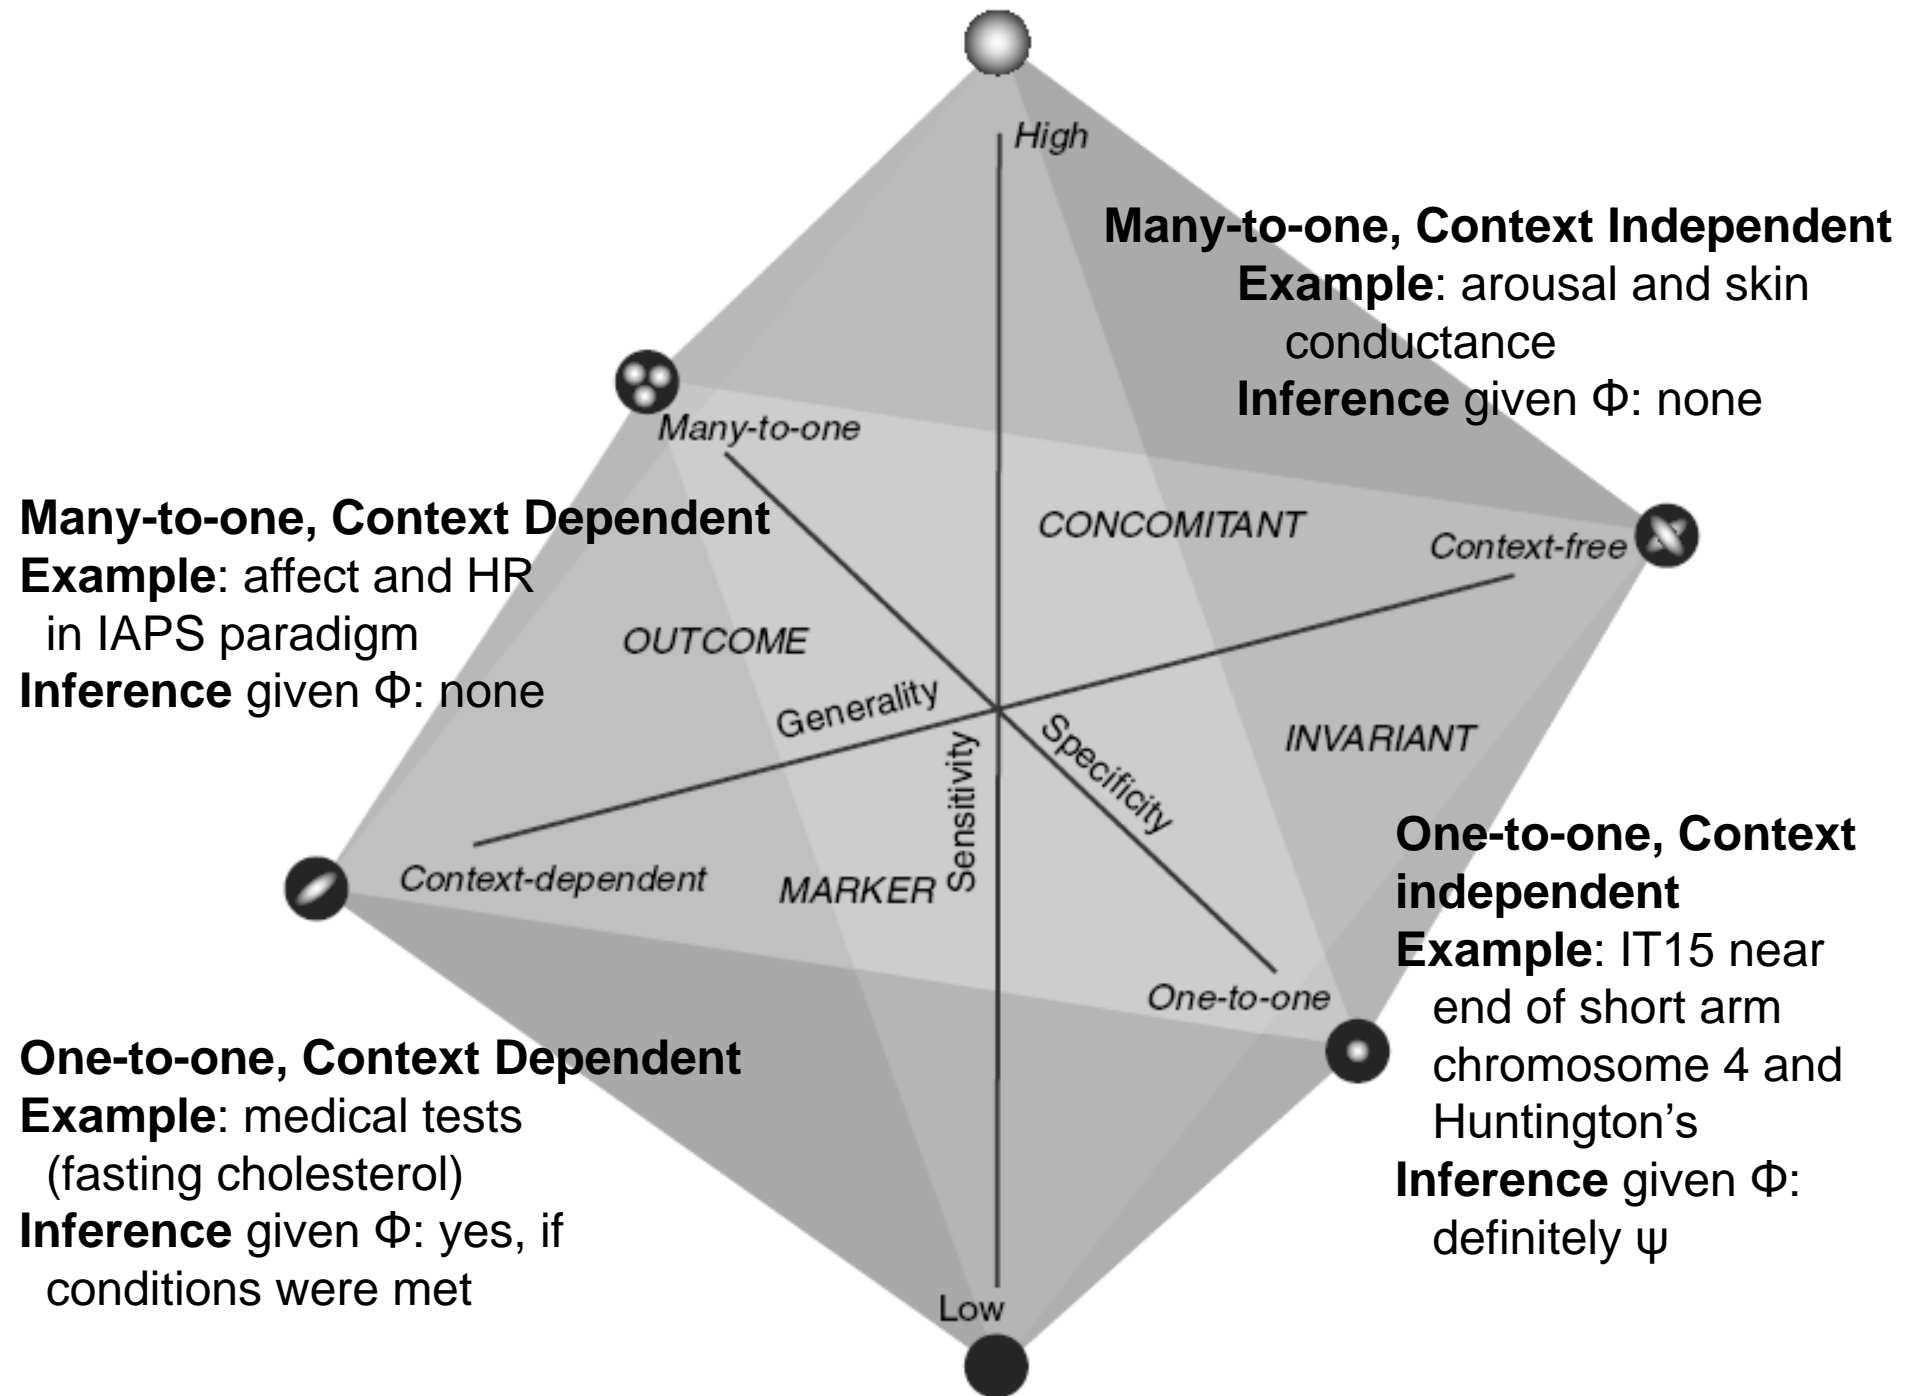 High
Many-to-one, Context Independent
Example: arousal and skin
conductance
Inference given Φ: none
Many-to-one
Many-to-one, Context Dependent
Example: affect and HR
in IAPS paradigm
Inference given Φ: none
CONCOMITANT
Context-free
OUTCOME
Generality
Specificity
Sensitivity
INVARIANT
Context-dependent
MARKER
One-to-one, Context
independent
Example: IT15 near
end of short arm
chromosome 4 and
Huntington’s
Inference given Φ:
definitely ψ
One-to-one
One-to-one, Context Dependent
Example: medical tests
(fasting cholesterol)
Inference given Φ: yes, if
conditions were met
Low